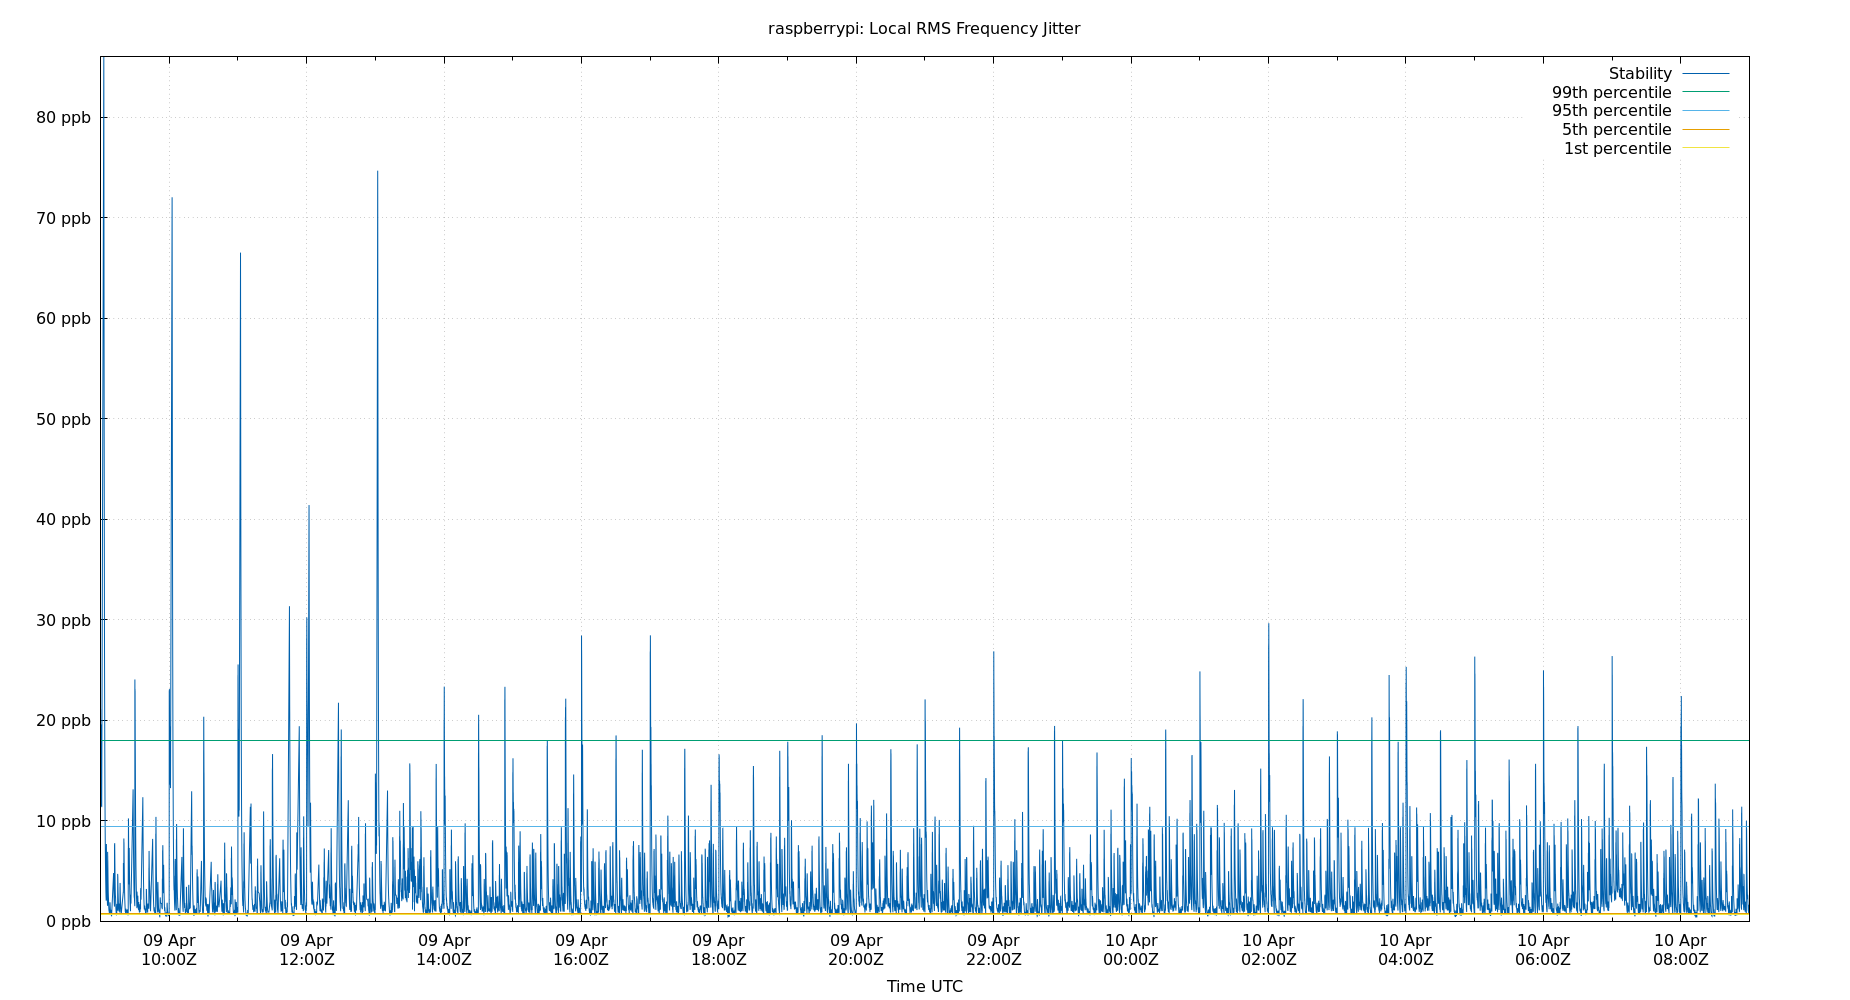 raspberrypi: Local RMS Frequency Jitter
Stability
99th percentile
95th percentile
5th percentile
1st percentile
80 ppb
70 ppb
60 ppb
50 ppb
40 ppb
30 ppb
20 ppb
10 ppb
0 ppb
09 Apr 09 Apr 09 Apr 09 Apr 09 Apr 09 Apr 09 Apr 10 Apr 10 Apr 10 Apr 10 Apr 10 Apr
10:00Z 12:00Z 14:00Z 16:00Z 18:00Z 20:00Z 22:00Z 00:00Z 02:00Z 04:00Z 06:00Z 08:00Z
Time UTC